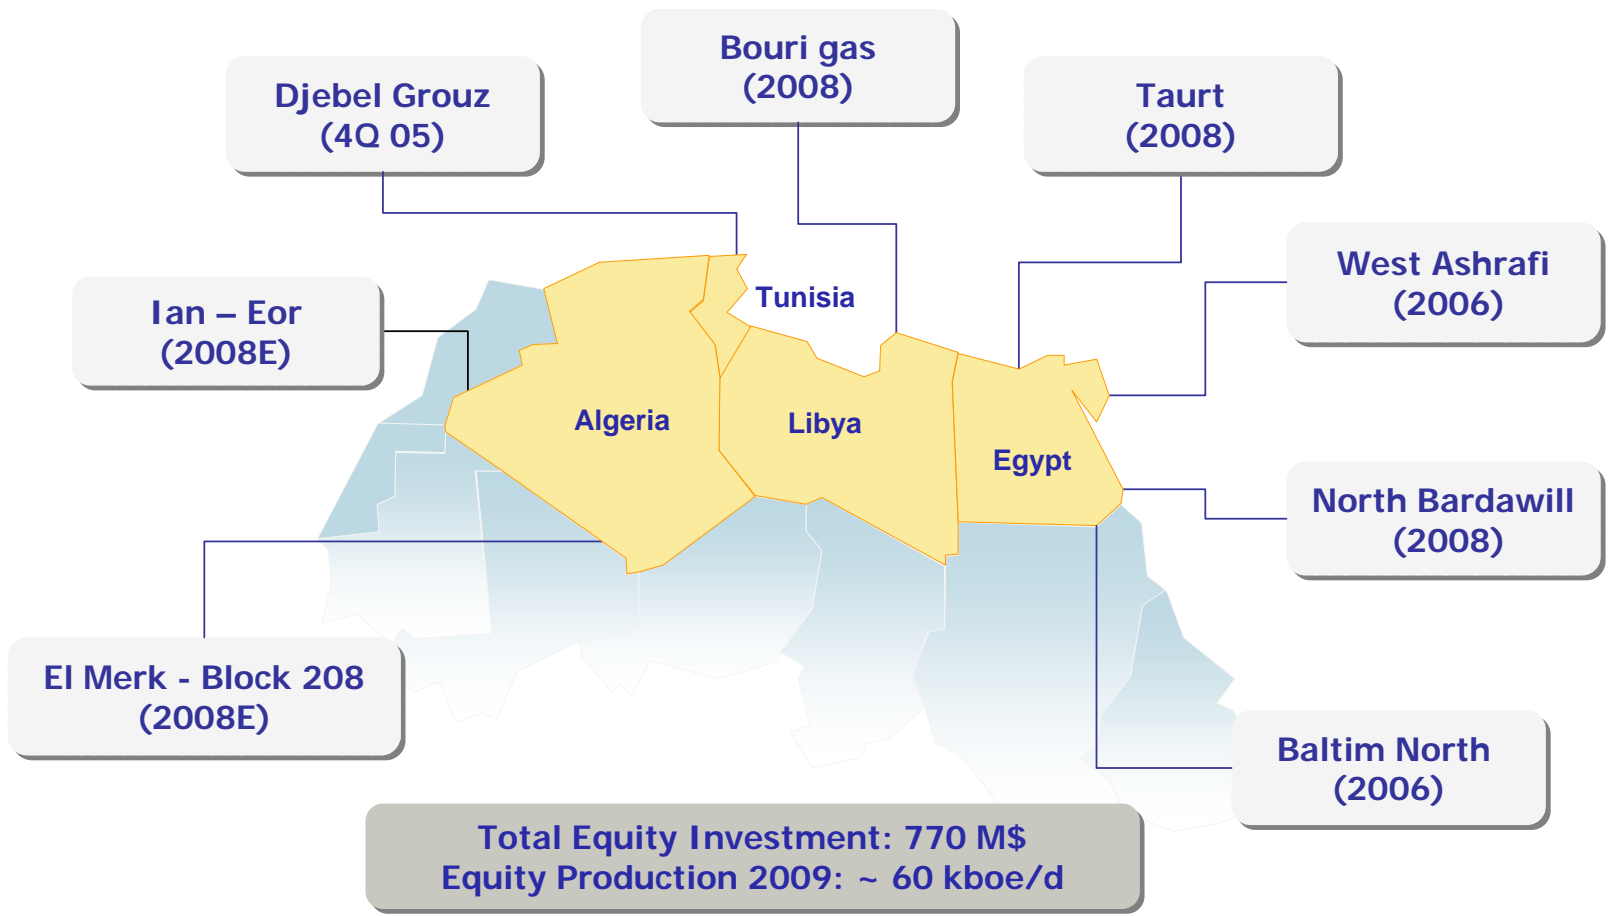 Bouri gas
(2008)
Djebel Grouz
(4Q 05)
Taurt
(2008)
West Ashrafi
(2006)
Ian – Eor
(2008E)
Tunisia
Algeria
Libya
Egypt
North Bardawill
(2008)
El Merk - Block 208
(2008E)
Baltim North
(2006)
Total Equity Investment: 770 M$
Equity Production 2009: ~ 60 kboe/d